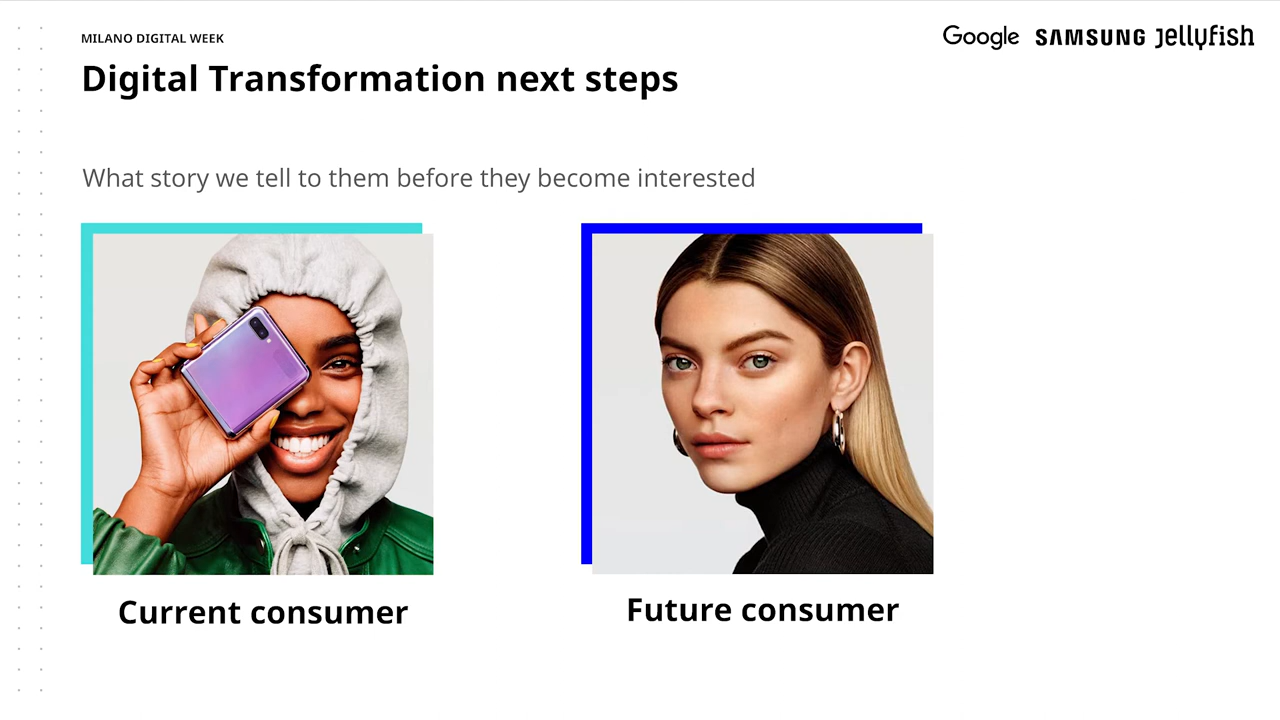 MILANO DIGITAL WEEK
Google SAMSUNG Jellyfish
Digital Transformation next steps
What story we tell to them before they become interested
Current consumer
Future consumer